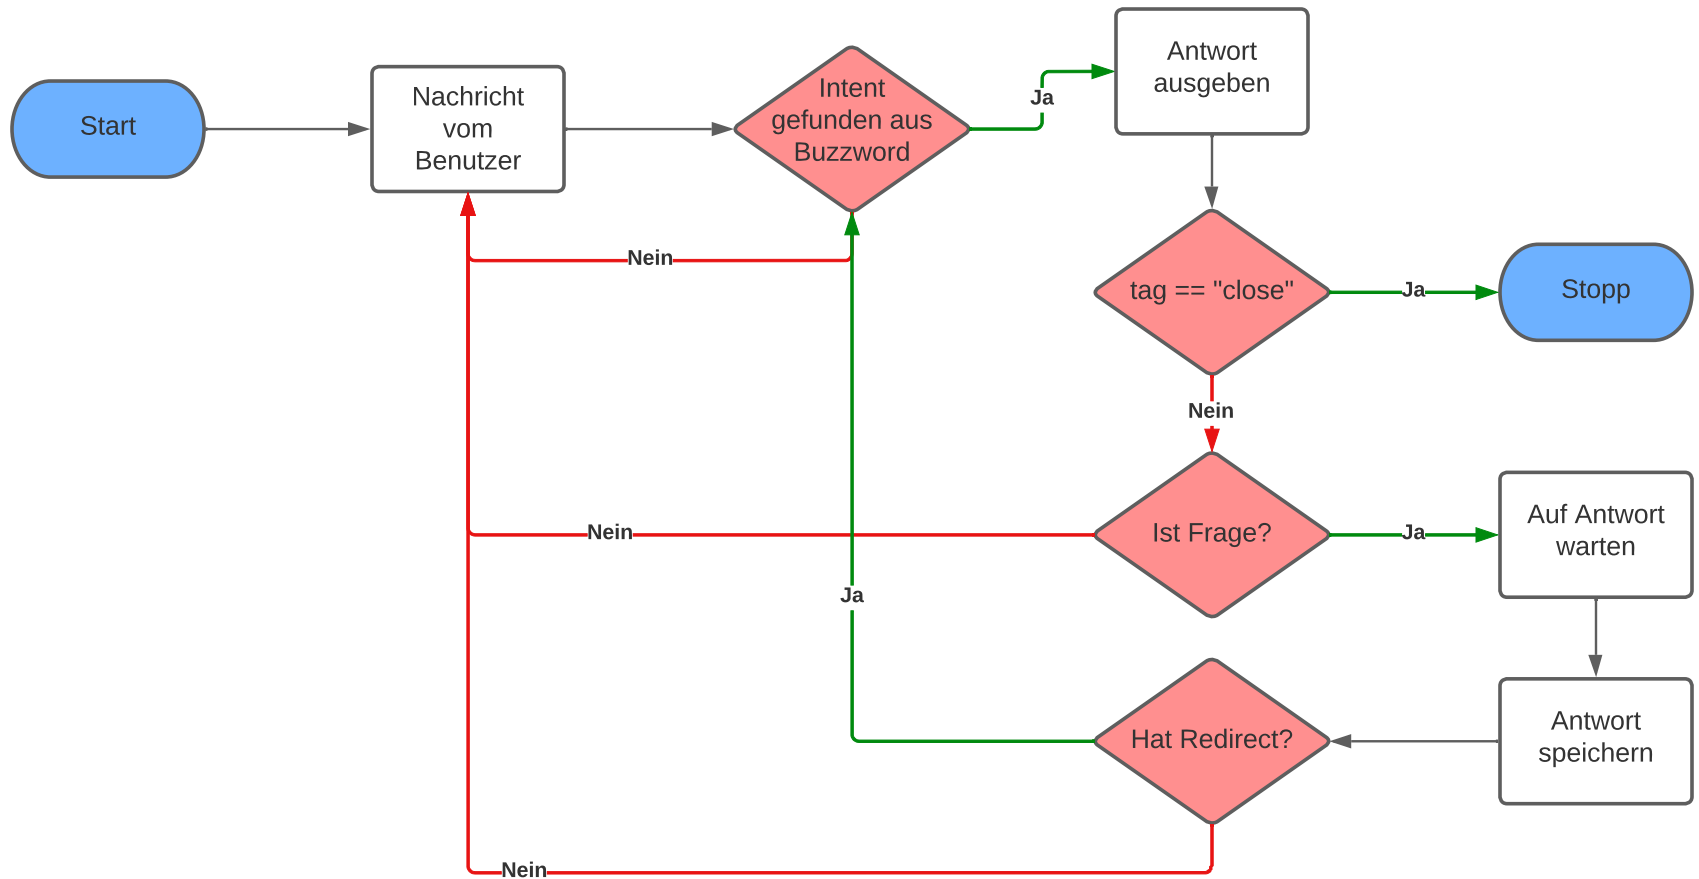 Start
Nachricht
vom
Benutzer
Intent
gefunden aus
Buzzword
Ja
Antwort
ausgeben
Nein
tag == "close"
Ja
Stopp
Nein
Ist Frage?
Nein
Ja
Auf Antwort
warten
Ja
Hat Redirect?
Antwort
speichern
Nein